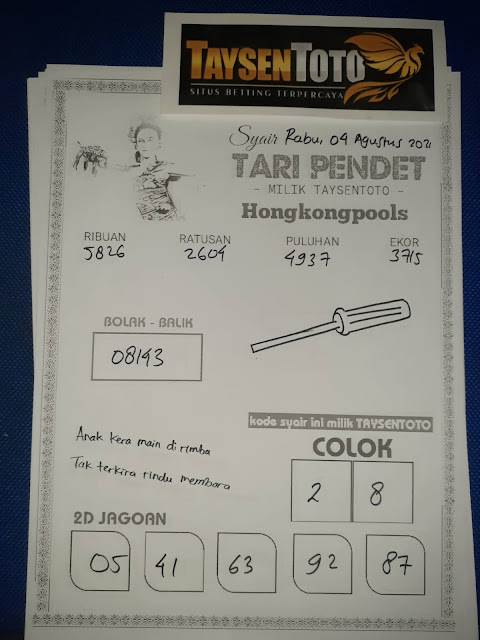 TAYSENTOTO
SITUS BETTING TERPERCAYA
Syair Rabu, 04 Agustus 2021
TARI PENDET
- MILIK TAYSENTOTO -
Hongkongpools
RIBUAN RATUSAN PULUHAN EKOR
5826 2609 4937 3715
BOLAK - BALIK
08143
kode syair ini milik TAYSENTOTO
Anak kera main di rimba
Tak terkira rindu membara
COLOK
2 8
2D JAGOAN
05 41 63 92 87